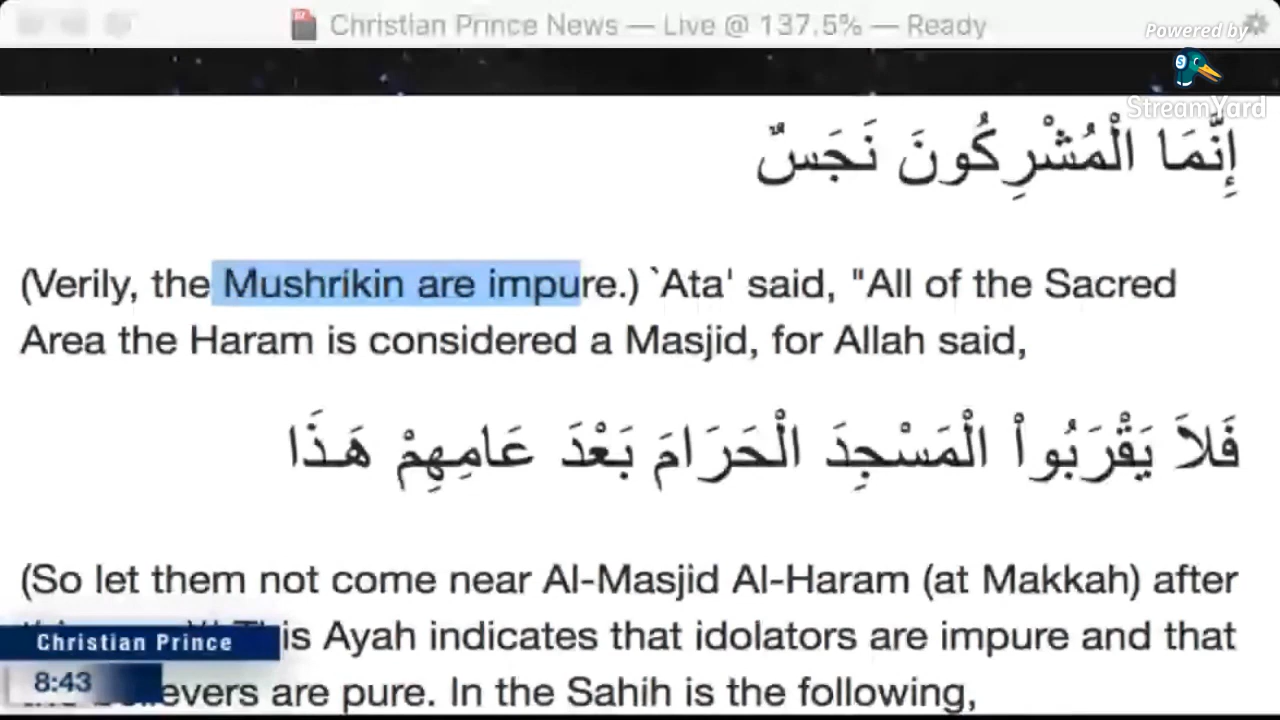 Christian Prince News — Live @ 137.5% — Ready
Powered by
StreamYard
إِنَّمَا الْمُشْرِكُونَ نَجَسٌ
(Verily, the Mushrikin are impure.) `Ata' said, "All of the Sacred
Area the Haram is considered a Masjid, for Allah said,
فَلاَ يَقْرَبُواْ الْمَسْجِدَ الْحَرَامَ بَعْدَ عَامِهِمْ هَـذَا
(So let them not come near Al-Masjid Al-Haram (at Makkah) after
is Ayah indicates that idolators are impure and that
evers are pure. In the Sahih is the following,
Christian Prince
8:43